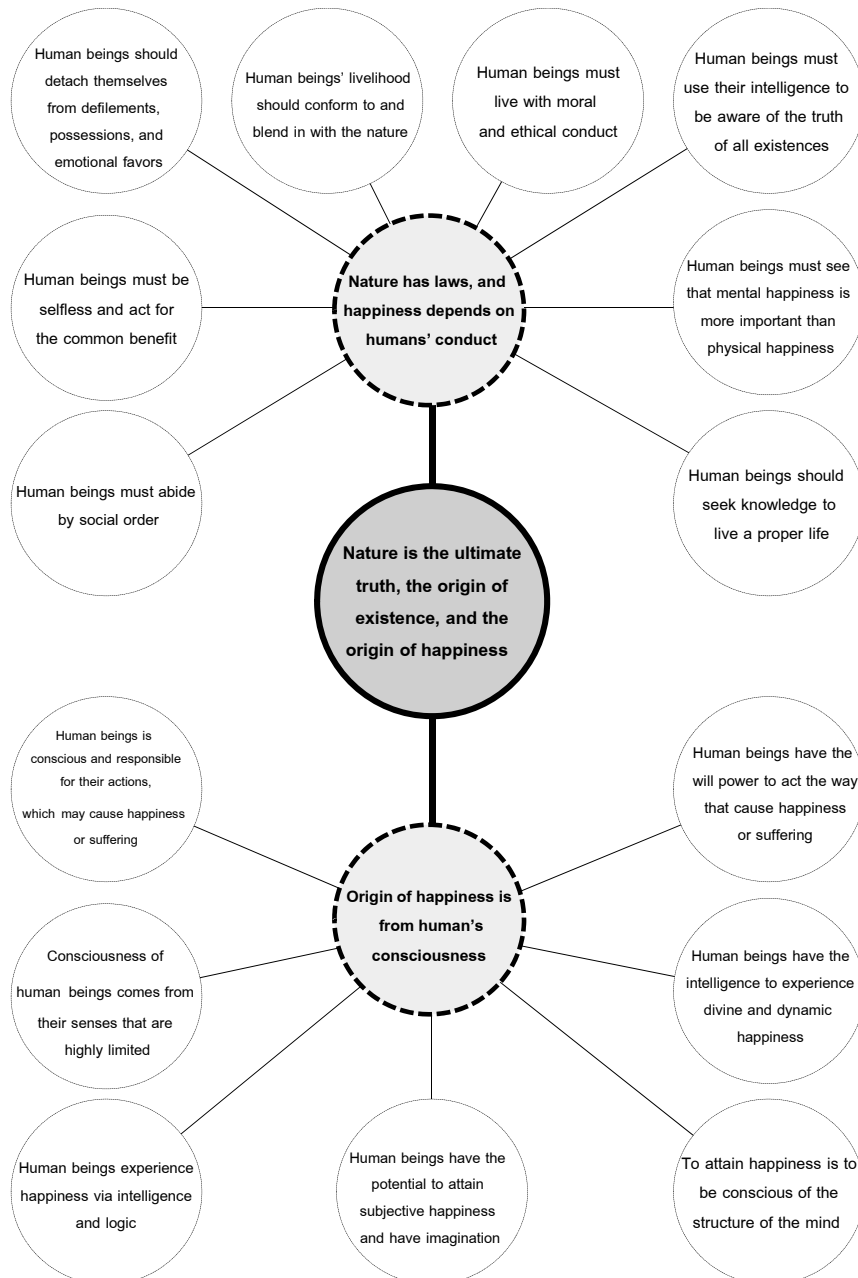 Human beings should
detach themselves
from defilements,
possessions, and
emotional favors
Human beings' livelihood
should conform to and
blend in with the nature
Human beings must
live with moral
and ethical conduct
Human beings must
use their intelligence to
be aware of the truth
of all existences
Human beings must be
selfless and act for
the common benefit
Nature has laws, and
happiness depends on
humans' conduct
Human beings must see
that mental happiness is
more important than
physical happiness
Human beings must abide
by social order
Human beings should
seek knowledge to
live a proper life
Nature is the ultimate
truth, the origin of
existence, and the
origin of happiness
Human beings is
conscious and responsible
for their actions,
which may cause happiness
or suffering
Human beings have the
will power to act the way
that cause happiness
or suffering
Origin of happiness is
from human's
consciousness
Consciousness of
human beings comes from
their senses that are
highly limited
Human beings have the
intelligence to experience
divine and dynamic
happiness
Human beings experience
happiness via intelligence
and logic
Human beings have the
potential to attain
subjective happiness
and have imagination
To attain happiness is to
be conscious of the
structure of the mind